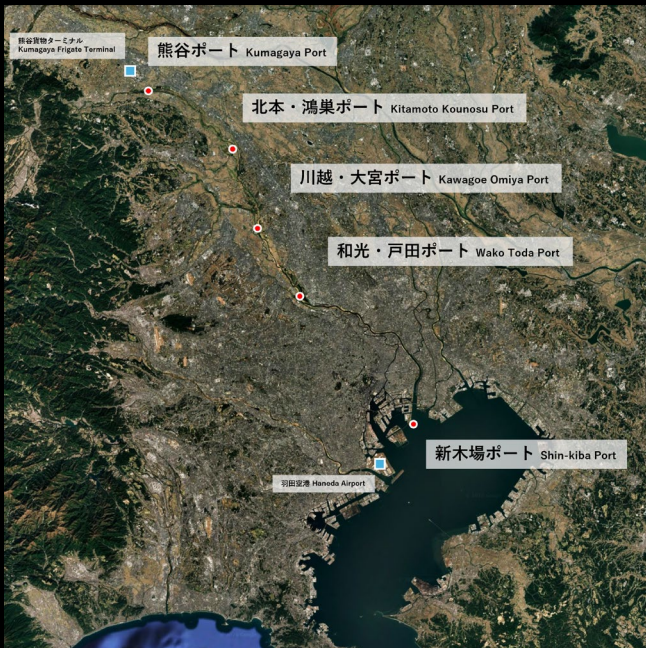 熊谷貨物ターミナル
Kumagaya Frigate Terminal
熊谷ポート Kumagaya Port
北本・鴻巣ポート Kitamoto Kounosu Port
川越・大宮ポート Kawagoe Omiya Port
和光・戸田ポート Wako Toda Port
新木場ポート Shin-kiba Port
羽田空港 Hanoda Airport